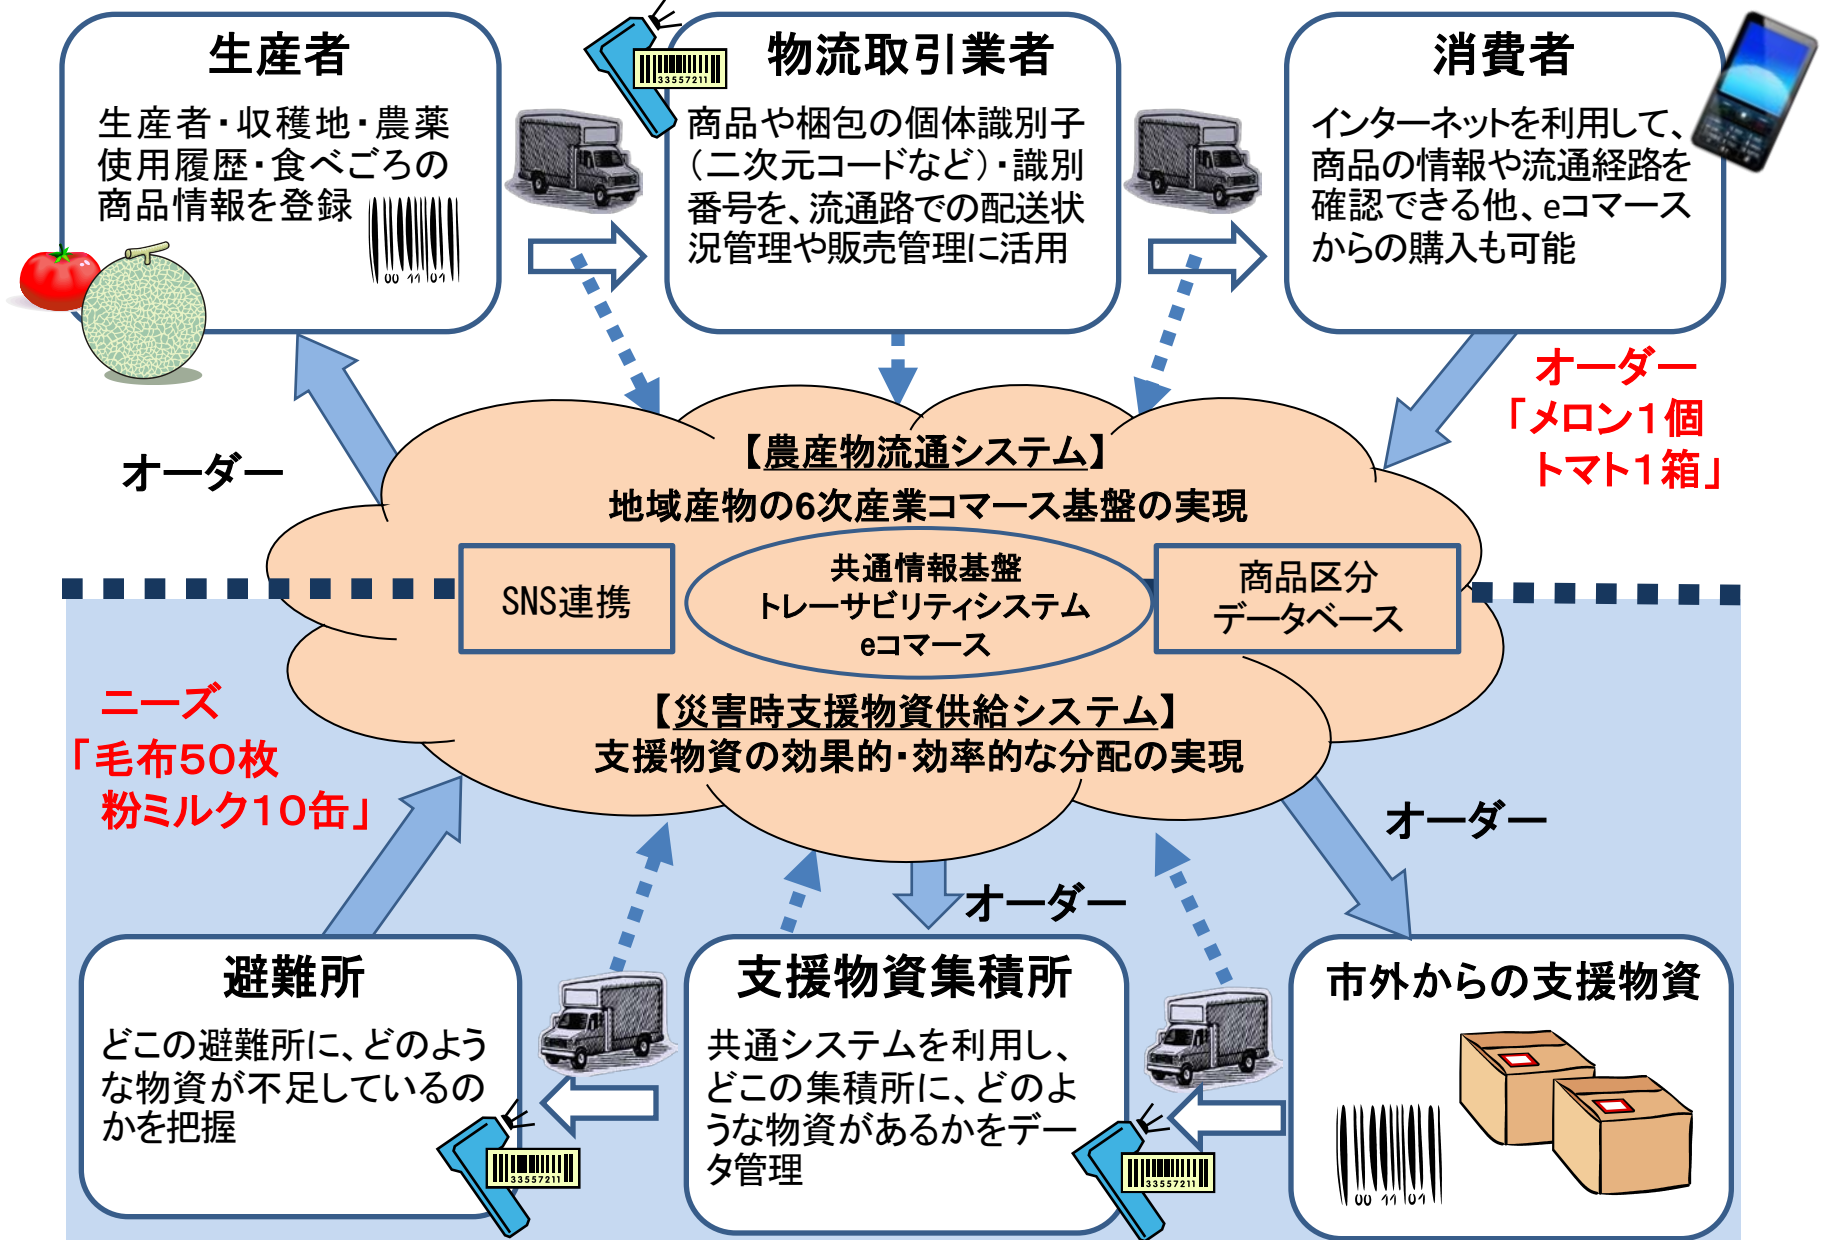 生産者
生産者・収穫地・農薬
使用履歴・食べごろの
商品情報を登録
00 11 01 01
33557211
物流取引業者
商品や梱包の個体識別子
（二次元コードなど）・識別
番号を、流通路での配送状
況管理や販売管理に活用
消費者
インターネットを利用して、
商品の情報や流通経路を
確認できる他、eコマース
からの購入も可能
オーダー
オーダー
「メロン１個
トマト１箱」
【農産物流通システム】
地域産物の6次産業コマース基盤の実現
SNS連携
共通情報基盤
トレーサビリティシステム
eコマース
商品区分
データベース
【災害時支援物資供給システム】
支援物資の効果的・効率的な分配の実現
ニーズ
「毛布５０枚
粉ミルク１０缶」
オーダー
オーダー
避難所
どこの避難所に、どのよう
な物資が不足しているの
かを把握
33557211
支援物資集積所
共通システムを利用し、
どこの集積所に、どのよ
うな物資があるかをデー
タ管理
33557211
市外からの支援物資
00 11 01 01